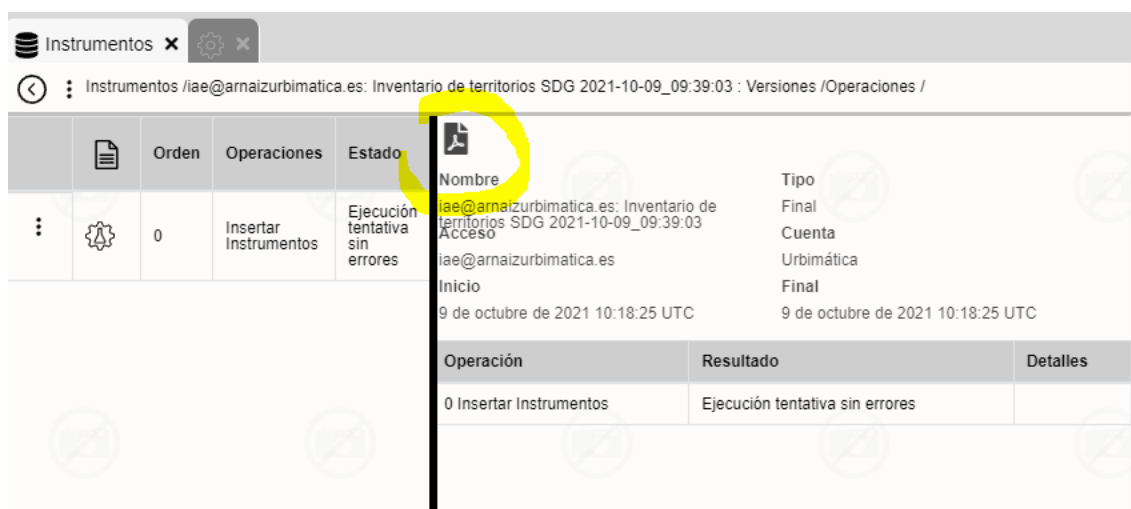 Instrumentos
Instrumentos /iae@arnaizurbimatica.es: Inventario de territorios SDG 2021-10-09_09:39:03 : Versiones /Operaciones /
Orden
Operaciones
Estado
0
Insertar
Instrumentos
Ejecución
tentativa
sin
errores
Nombre
iae@arnaizurbimatica.es: Inventario de
territorios SDG 2021-10-09_09:39:03
Tipo
Final
Acceso
iae@arnaizurbimatica.es
Cuenta
Urbimática
Inicio
9 de octubre de 2021 10:18:25 UTC
Final
9 de octubre de 2021 10:18:25 UTC
Operación
Resultado
Detalles
0 Insertar Instrumentos
Ejecución tentativa sin errores